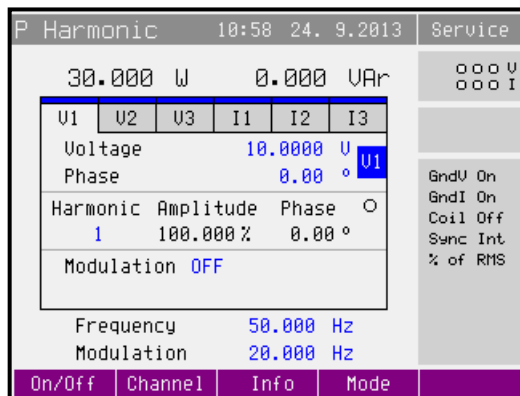 P Harmonic 10:58 24. 9.2013 Service
30.000 W 0.000 VAr
ooo V
ooo I
V1 V2 V3 I1 I2 I3
Voltage 10.0000 V
V1
Phase 0.00 °
Harmonic Amplitude Phase
1 100.000 % 0.00 °
Modulation OFF
GndV On
GndI On
Coil Off
Sync Int
% of RMS
Frequency 50.000 Hz
Modulation 20.000 Hz
On/Off Channel Info Mode